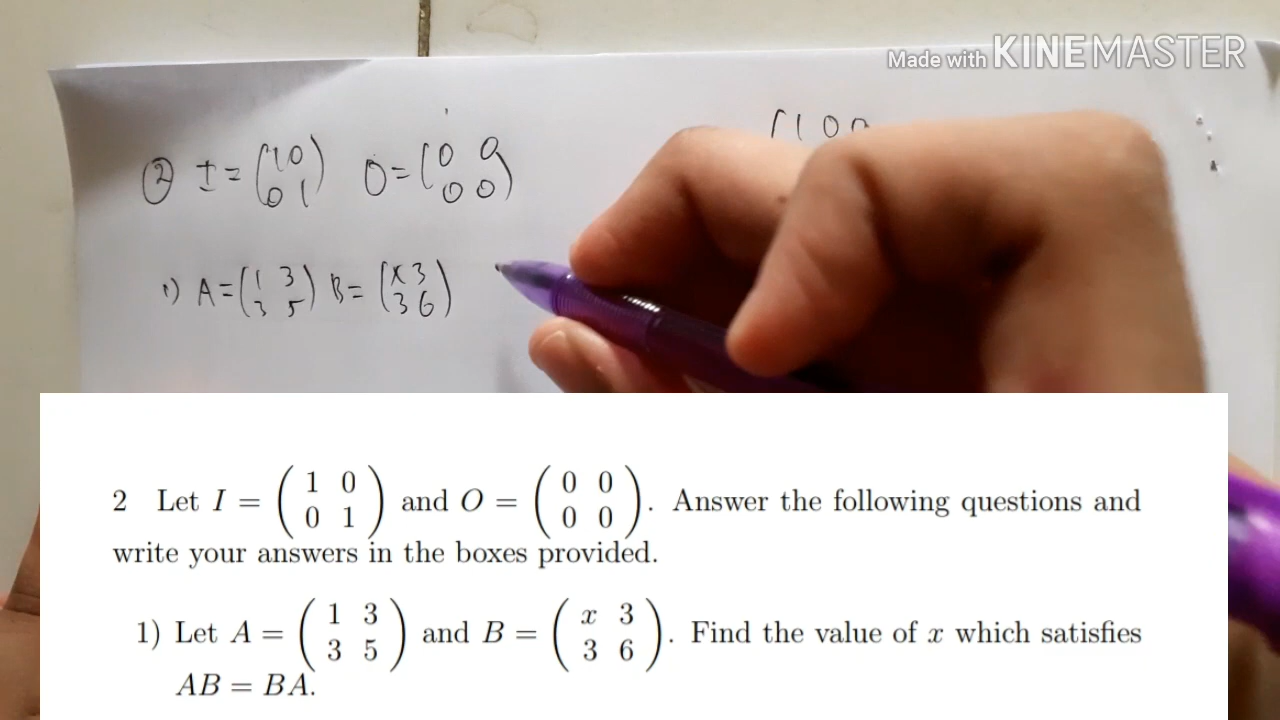 Made with KINEMASTER
[1 0 0
② I = (1 0) O = (0 0)
(0 1) (0 0)
1) A = (1 3) B = (x 3)
(3 5) (3 6)
2 Let I = ( 1 0 ) and O = ( 0 0 ). Answer the following questions and
( 0 1 ) ( 0 0 )
write your answers in the boxes provided.
1) Let A = ( 1 3 ) and B = ( x 3 ). Find the value of x which satisfies
( 3 5 ) ( 3 6 )
AB = BA.